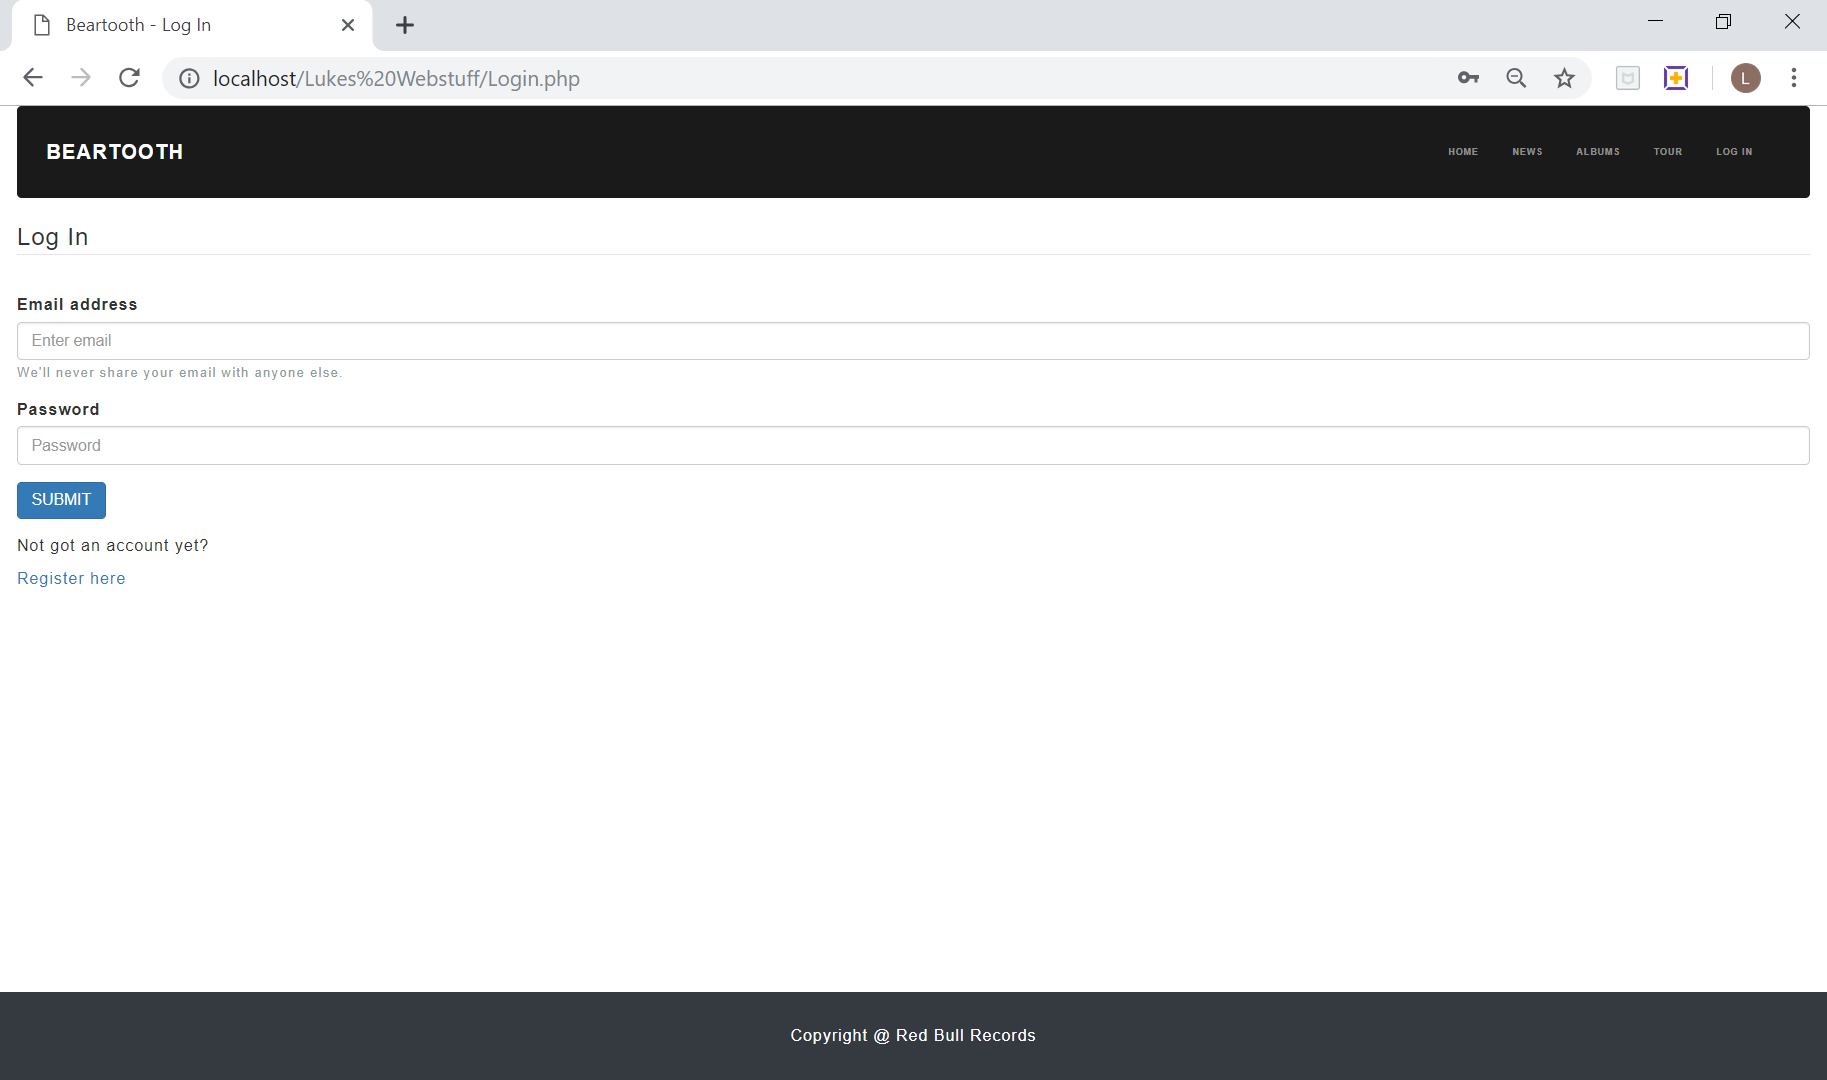 Beartooth - Log In
localhost/Lukes%20Webstuff/Login.php
L
BEARTOOTH
HOME NEWS ALBUMS TOUR LOG IN
Log In
Email address
Enter email
We'll never share your email with anyone else.
Password
Password
SUBMIT
Not got an account yet?
Register here
Copyright @ Red Bull Records